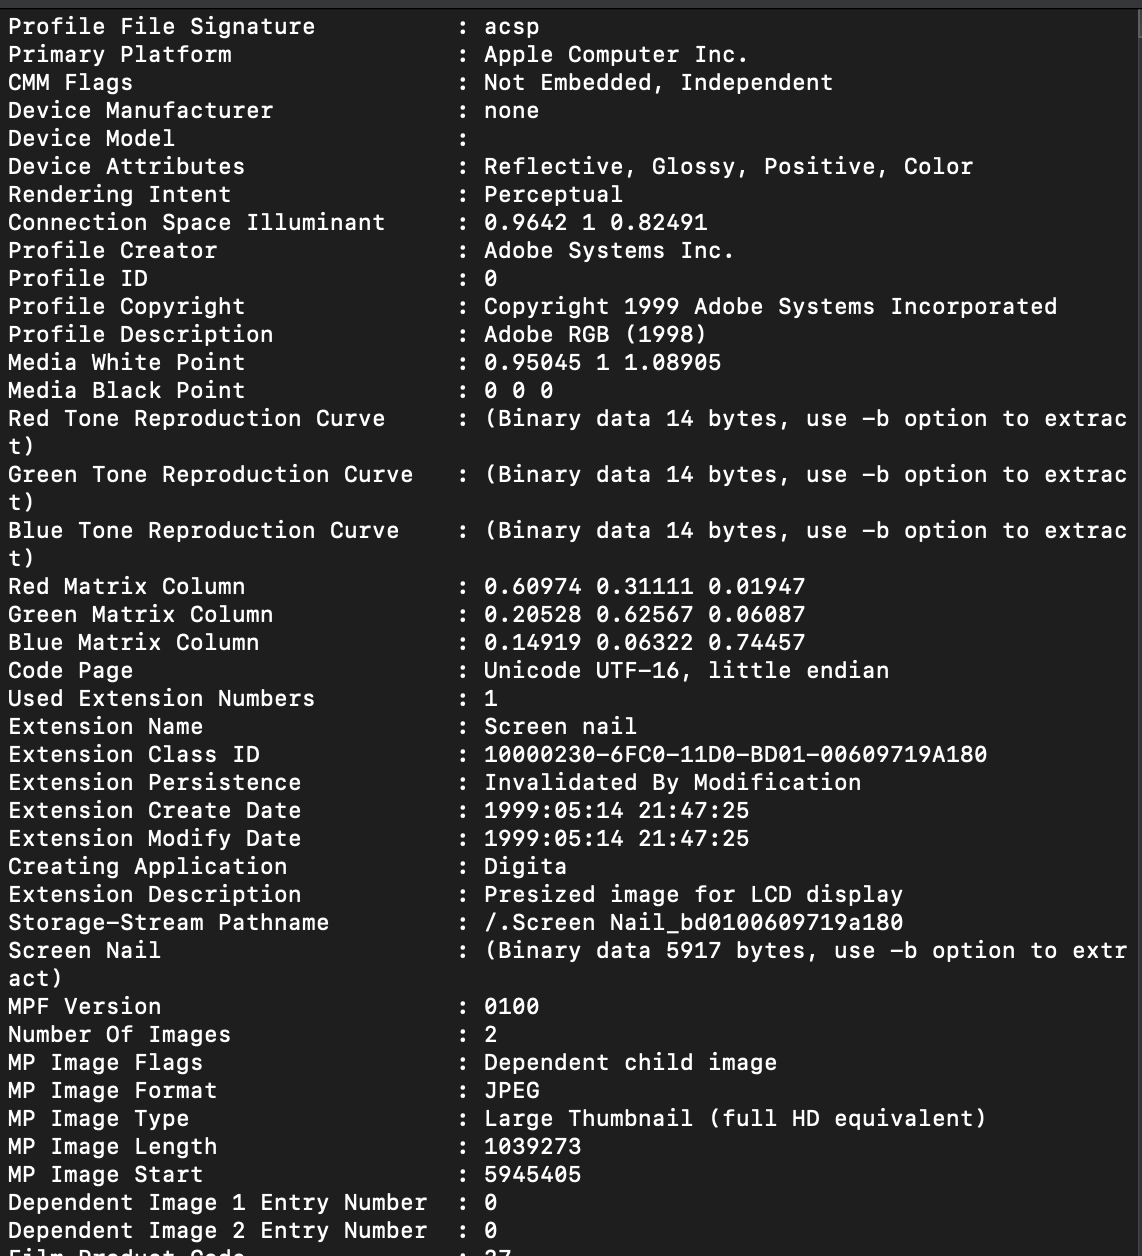 Profile File Signature : acsp
Primary Platform : Apple Computer Inc.
CMM Flags : Not Embedded, Independent
Device Manufacturer : none
Device Model :
Device Attributes : Reflective, Glossy, Positive, Color
Rendering Intent : Perceptual
Connection Space Illuminant : 0.9642 1 0.82491
Profile Creator : Adobe Systems Inc.
Profile ID : 0
Profile Copyright : Copyright 1999 Adobe Systems Incorporated
Profile Description : Adobe RGB (1998)
Media White Point : 0.95045 1 1.08905
Media Black Point : 0 0 0
Red Tone Reproduction Curve : (Binary data 14 bytes, use -b option to extrac
t)
Green Tone Reproduction Curve : (Binary data 14 bytes, use -b option to extrac
t)
Blue Tone Reproduction Curve : (Binary data 14 bytes, use -b option to extrac
t)
Red Matrix Column : 0.60974 0.31111 0.01947
Green Matrix Column : 0.20528 0.62567 0.06087
Blue Matrix Column : 0.14919 0.06322 0.74457
Code Page : Unicode UTF-16, little endian
Used Extension Numbers : 1
Extension Name : Screen nail
Extension Class ID : 10000230-6FC0-11D0-BD01-00609719A180
Extension Persistence : Invalidated By Modification
Extension Create Date : 1999:05:14 21:47:25
Extension Modify Date : 1999:05:14 21:47:25
Creating Application : Digita
Extension Description : Presized image for LCD display
Storage-Stream Pathname : /.Screen Nail_bd0100609719a180
Screen Nail : (Binary data 5917 bytes, use -b option to extr
act)
MPF Version : 0100
Number Of Images : 2
MP Image Flags : Dependent child image
MP Image Format : JPEG
MP Image Type : Large Thumbnail (full HD equivalent)
MP Image Length : 1039273
MP Image Start : 5945405
Dependent Image 1 Entry Number : 0
Dependent Image 2 Entry Number : 0
Film Product Code :